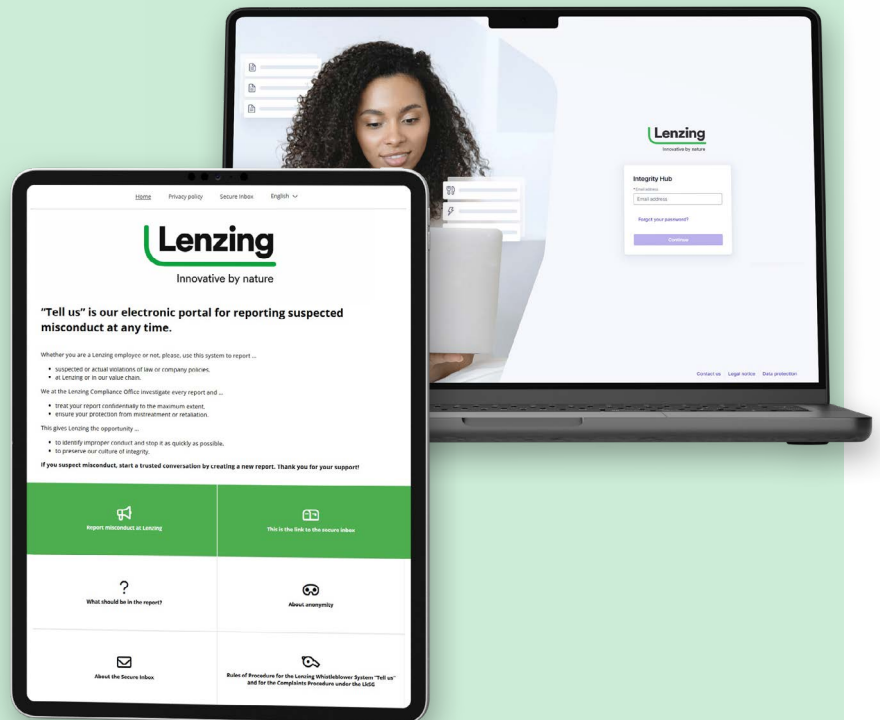 Home Privacy policy Secure Inbox English
Lenzing
Innovative by nature
"Tell us" is our electronic portal for reporting suspected
misconduct at any time.
Whether you are a Lenzing employee or not, please, use this system to report ...
suspected or actual violations of law or company policies.
at Lenzing or in our value chain.
We at the Lenzing Compliance Office investigate every report and ...
treat your report confidentially to the maximum extent.
ensure your protection from mistreatment or retaliation.
This gives Lenzing the opportunity ...
to identify improper conduct and stop it as quickly as possible.
to preserve our culture of integrity.
If you suspect misconduct, start a trusted conversation by creating a new report. Thank you for your support!
Report misconduct at Lenzing
This is the link to the secure inbox
What should be in the report?
About anonymity
About the Secure Inbox
Rules of Procedure for the Lenzing Whistleblower System "Tell us"
and for the Complaints Procedure under the LkSG
Lenzing
Innovative by nature
Integrity Hub
*Email address
Email address
Forgot your password?
Continue
Contact us Legal notice Data protection